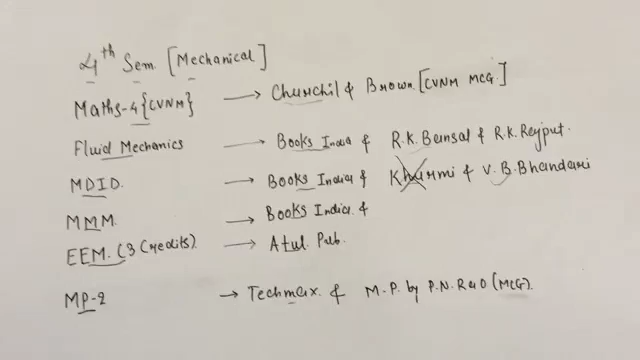 4th Sem [Mechanical]
Maths-4{CVNM} → Churchil & Brown [CVNM MCG]
Fluid Mechanics → Books India & R.K. Bansal & R.K. Rajput.
MDID. → Books India & Khurmi & V.B. Bhandari
MMM. → Books India &
EEM. (3 Credits). → Atul Pub.
MP-2 → Techmax. & M.P. by P.N. Rao (MCG).